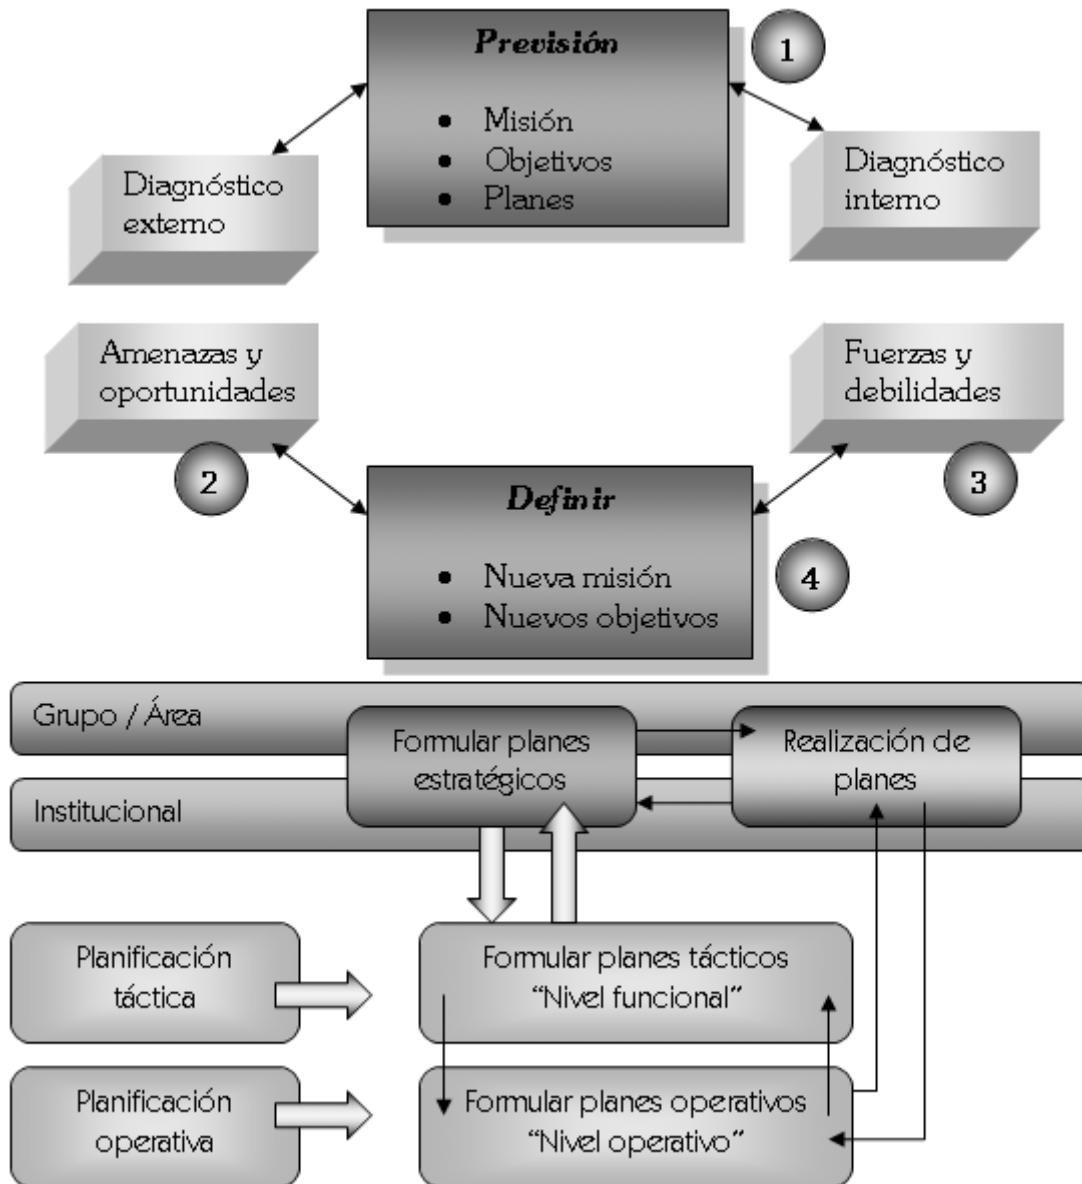 Previsión
1
• Misión
• Objetivos
• Planes
Diagnóstico
externo
Diagnóstico
interno
Amenazas y
oportunidades
2
Fuerzas y
debilidades
3
Definir
• Nueva misión
• Nuevos objetivos
4
Grupo / Área
Formular planes
estratégicos
Realización de
planes
Institucional
Planificación
táctica
Formular planes tácticos
“Nivel funcional”
Planificación
operativa
Formular planes operativos
“Nivel operativo”